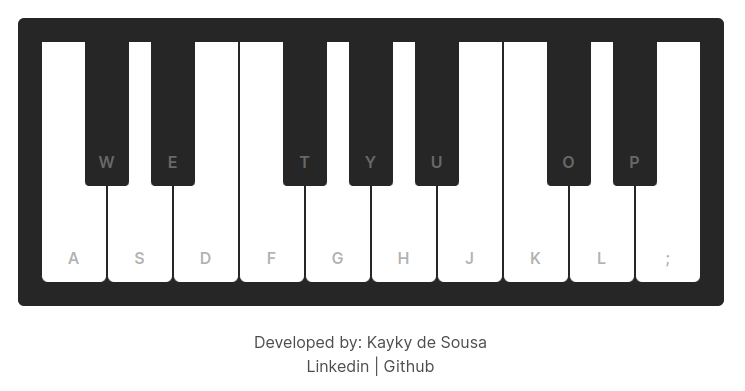 W E T Y U O P
A S D F G H J K L ;
Developed by: Kayky de Sousa
Linkedin | Github